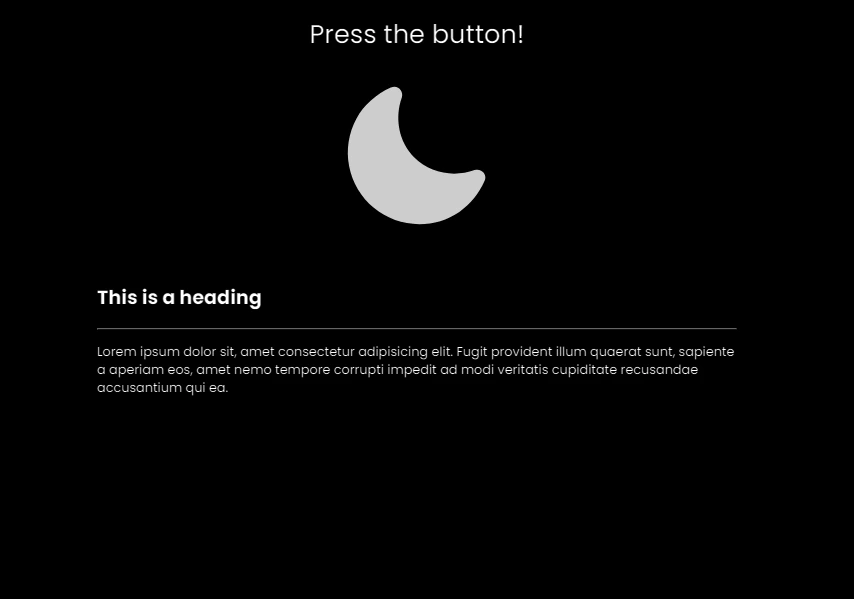 Press the button!
This is a heading
Lorem ipsum dolor sit, amet consectetur adipisicing elit. Fugit provident illum quaerat sunt, sapiente
a aperiam eos, amet nemo tempore corrupti impedit ad modi veritatis cupiditate recusandae
accusantium qui ea.